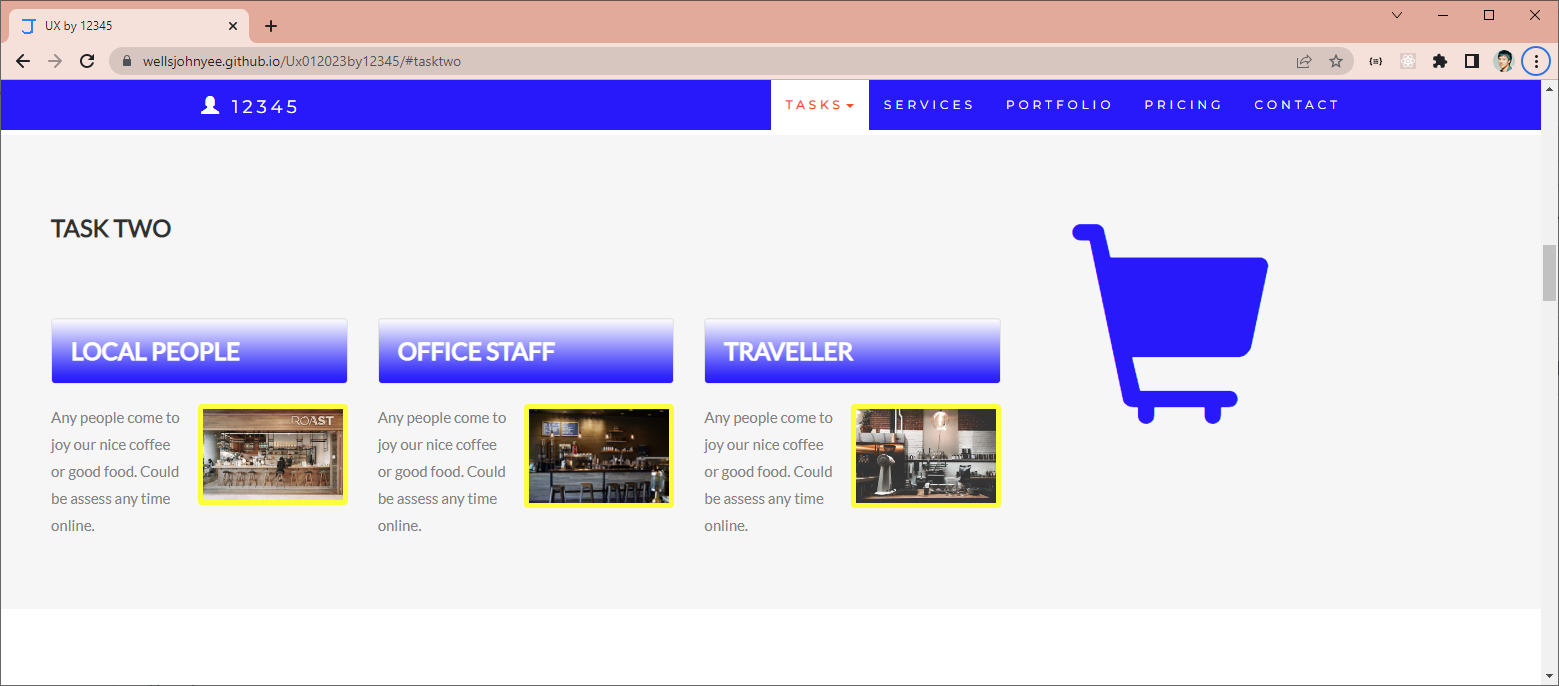 UX by 12345
wellsjohnyee.github.io/Ux012023by12345/#tasktwo
12345
TASKS
SERVICES
PORTFOLIO
PRICING
CONTACT
TASK TWO
LOCAL PEOPLE
Any people come to
joy our nice coffee
or good food. Could
be assess any time
online.
ROAST
OFFICE STAFF
Any people come to
joy our nice coffee
or good food. Could
be assess any time
online.
TRAVELLER
Any people come to
joy our nice coffee
or good food. Could
be assess any time
online.